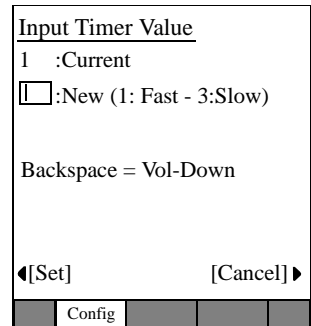 Input Timer Value
1 :Current
:New (1: Fast - 3:Slow)
Backspace = Vol-Down
[Set] [Cancel]
Config